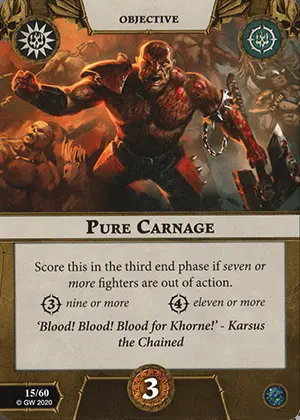 OBJECTIVE
PURE CARNAGE
Score this in the third end phase if seven or
more fighters are out of action.
3 nine or more 4 eleven or more
‘Blood! Blood! Blood for Khorne!’ - Karsus
the Chained
15/60
© GW 2020
3